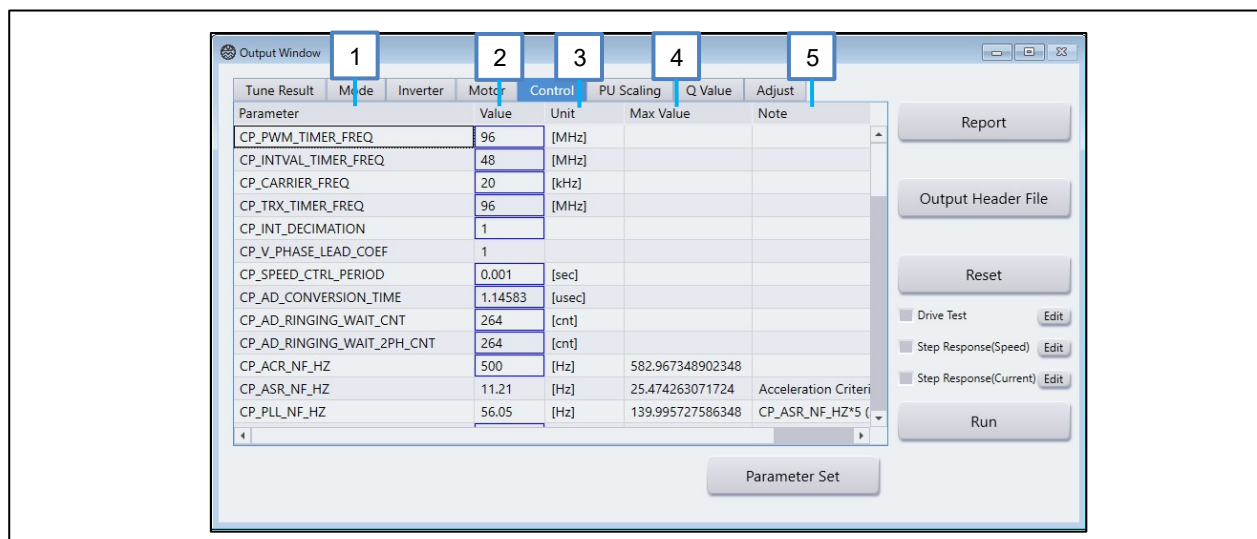 1 2 3 4 5
Output Window
Tune Result Mode Inverter Motor Control PU Scaling Q Value Adjust
Parameter Value Unit Max Value Note
CP_PWM_TIMER_FREQ 96 [MHz]
CP_INTVAL_TIMER_FREQ 48 [MHz]
CP_CARRIER_FREQ 20 [kHz]
CP_TRX_TIMER_FREQ 96 [MHz]
CP_INT_DECIMATION 1
CP_V_PHASE_LEAD_COEF 1
CP_SPEED_CTRL_PERIOD 0.001 [sec]
CP_AD_CONVERSION_TIME 1.14583 [usec]
CP_AD_RINGING_WAIT_CNT 264 [cnt]
CP_AD_RINGING_WAIT_2PH_CNT 264 [cnt]
CP_ACR_NF_HZ 500 [Hz] 582.967348902348
CP_ASR_NF_HZ 11.21 [Hz] 25.474263071724 Acceleration Criteri
CP_PLL_NF_HZ 56.05 [Hz] 139.995727586348 CP_ASR_NF_HZ*5 (
Report
Output Header File
Reset
Drive Test Edit
Step Response(Speed) Edit
Step Response(Current) Edit
Run
Parameter Set